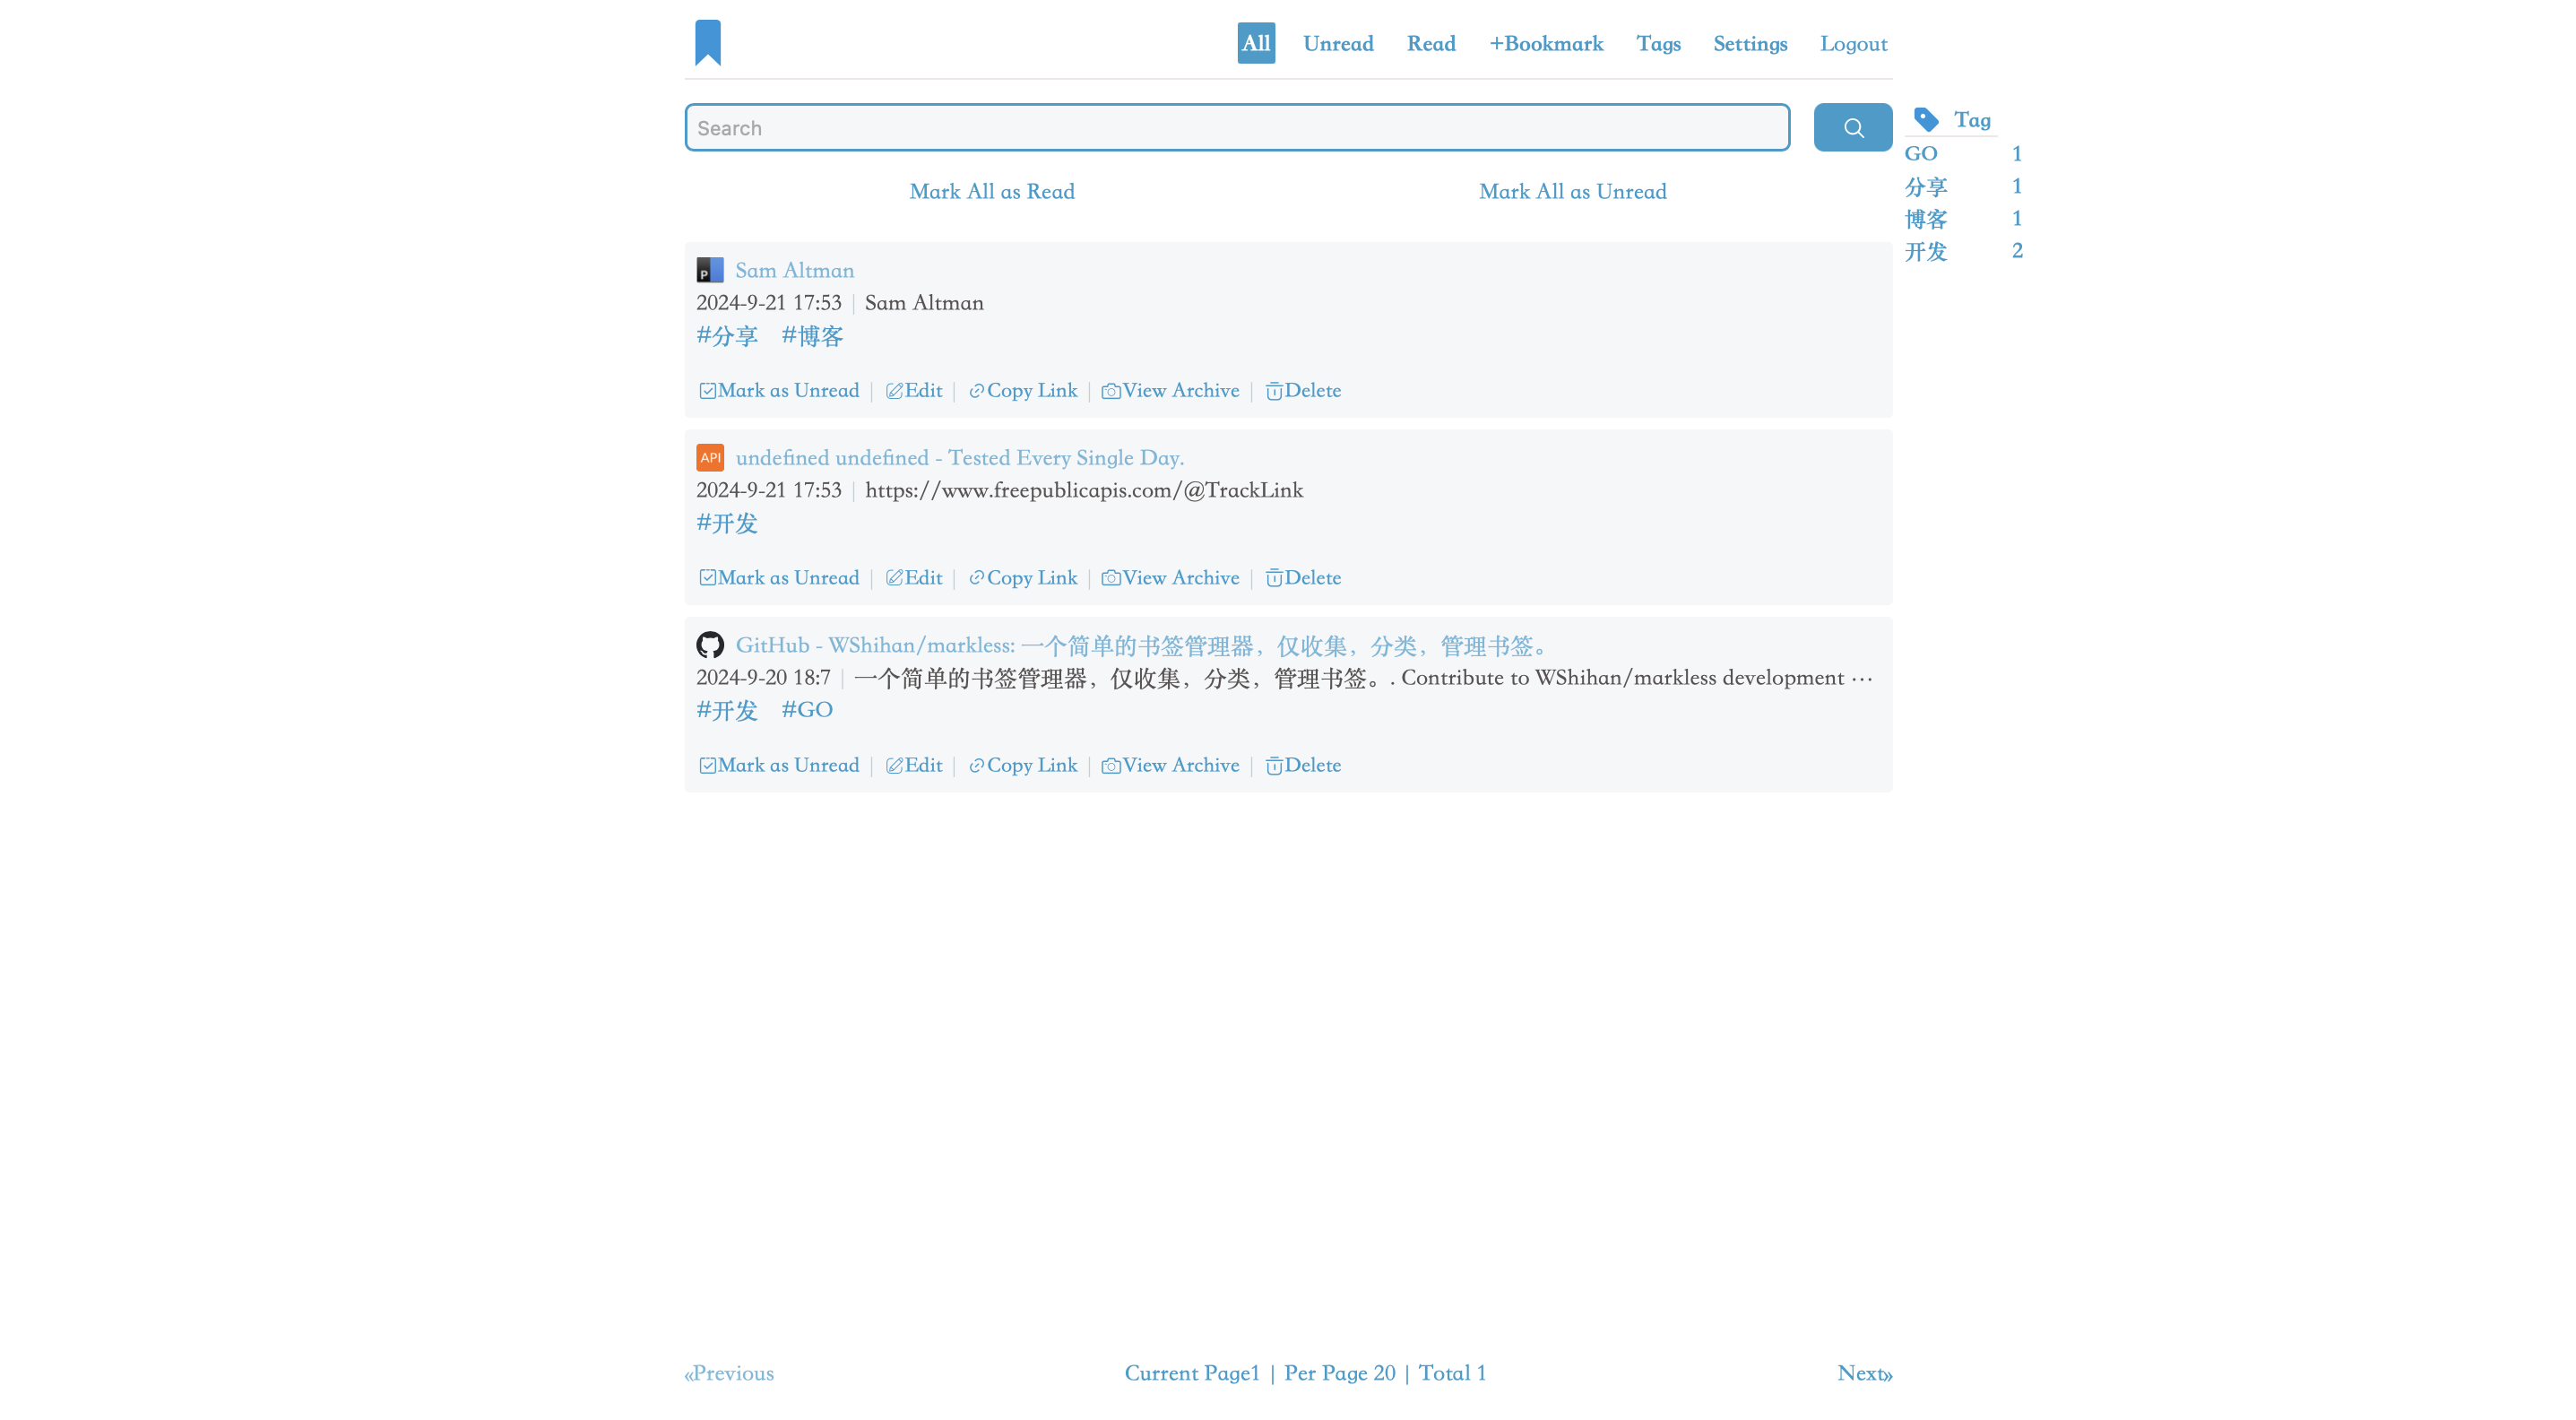 All Unread Read +Bookmark Tags Settings Logout
Search
Tag
GO 1
分享 1
博客 1
开发 2
Mark All as Read Mark All as Unread
P Sam Altman
2024-9-21 17:53 | Sam Altman
#分享 #博客
Mark as Unread | Edit | Copy Link | View Archive | Delete
API undefined undefined - Tested Every Single Day.
2024-9-21 17:53 | https://www.freepublicapis.com/@TrackLink
#开发
Mark as Unread | Edit | Copy Link | View Archive | Delete
GitHub - WShihan/markless: 一个简单的书签管理器，仅收集，分类，管理书签。
2024-9-20 18:7 | 一个简单的书签管理器，仅收集，分类，管理书签。. Contribute to WShihan/markless development …
#开发 #GO
Mark as Unread | Edit | Copy Link | View Archive | Delete
«Previous Current Page1 | Per Page 20 | Total 1 Next»